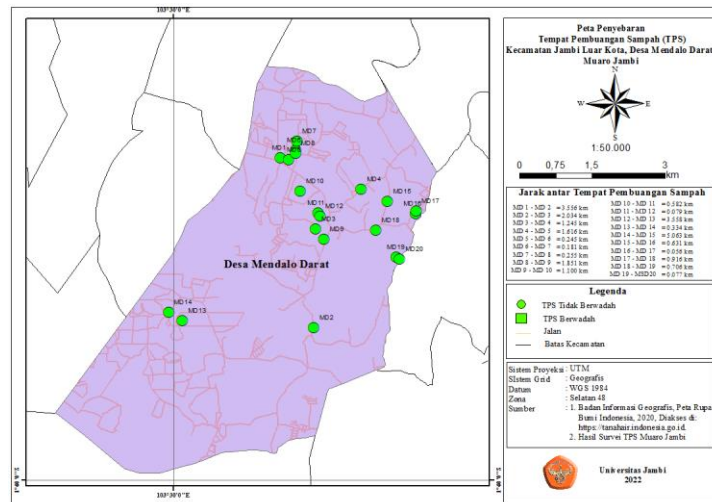 103°30'0"E
MD7
MD8
MD1
MD10
MD4
MD11
MD12
MD3
MD9
MD15
MD17
MD18
MD19
MD20
Desa Mendalo Darat
MD14
MD13
MD2
103°30'0"E
Peta Penyebaran
Tempat Pembuangan Sampah (TPS)
Kecamatan Jambi Luar Kota, Desa Mendalo Darat
Muaro Jambi
N
W E
S
1:50.000
0 0,75 1,5 3
km
Jarak antar Tempat Pembuangan Sampah
MD 1 - MD 2 =3.556 km
MD 2 - MD 3 =2.034 km
MD 3 - MD 4 =1.245 km
MD 4 - MD 5 =1.616 km
MD 5 - MD 6 =0.245 km
MD 6 - MD 7 =0.181 km
MD 7 - MD 8 =0.255 km
MD 8 - MD 9 =1.851 km
MD 9 - MD 10 =1.100 km
MD 10 - MD 11 =0.582 km
MD 11 - MD 12 =0.079 km
MD 12 - MD 13 =3.558 km
MD 13 - MD 14 =0.334 km
MD 14 - MD 15
MD 15 - MD 16 =0.631 km
MD 16 - MD 17 =0.056 km
MD 17 - MD 18 =0.916 km
MD 18 - MD 19 =0.706 km
MD 19 - MSD20 =0.077 km
Legenda
TPS Tidak Berwadah
TPS Berwadah
Jalan
Batas Kecamatan
Sistem Proyeksi : UTM
SIstem Grid : Geografis
Datum : WGS 1984
Zona : Selatan 48
Sumber : 1. Badan Informasi Geografis, Peta Rupa
Bumi Indonesia, 2020, Diakses di:
https://tanahair.indonesia.go.id.
2. Hasil Survei TPS Muaro Jambi
Universitas Jambi
2022